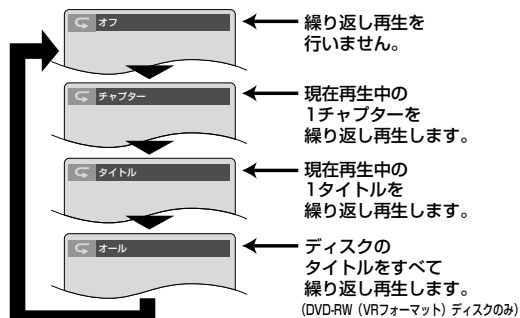 オフ
繰り返し再生を
行いません。
チャプター
現在再生中の
1チャプターを
繰り返し再生します。
タイトル
現在再生中の
1タイトルを
繰り返し再生します。
オール
ディスクの
タイトルをすべて
繰り返し再生します。
(DVD-RW（VRフォーマット）ディスクのみ)